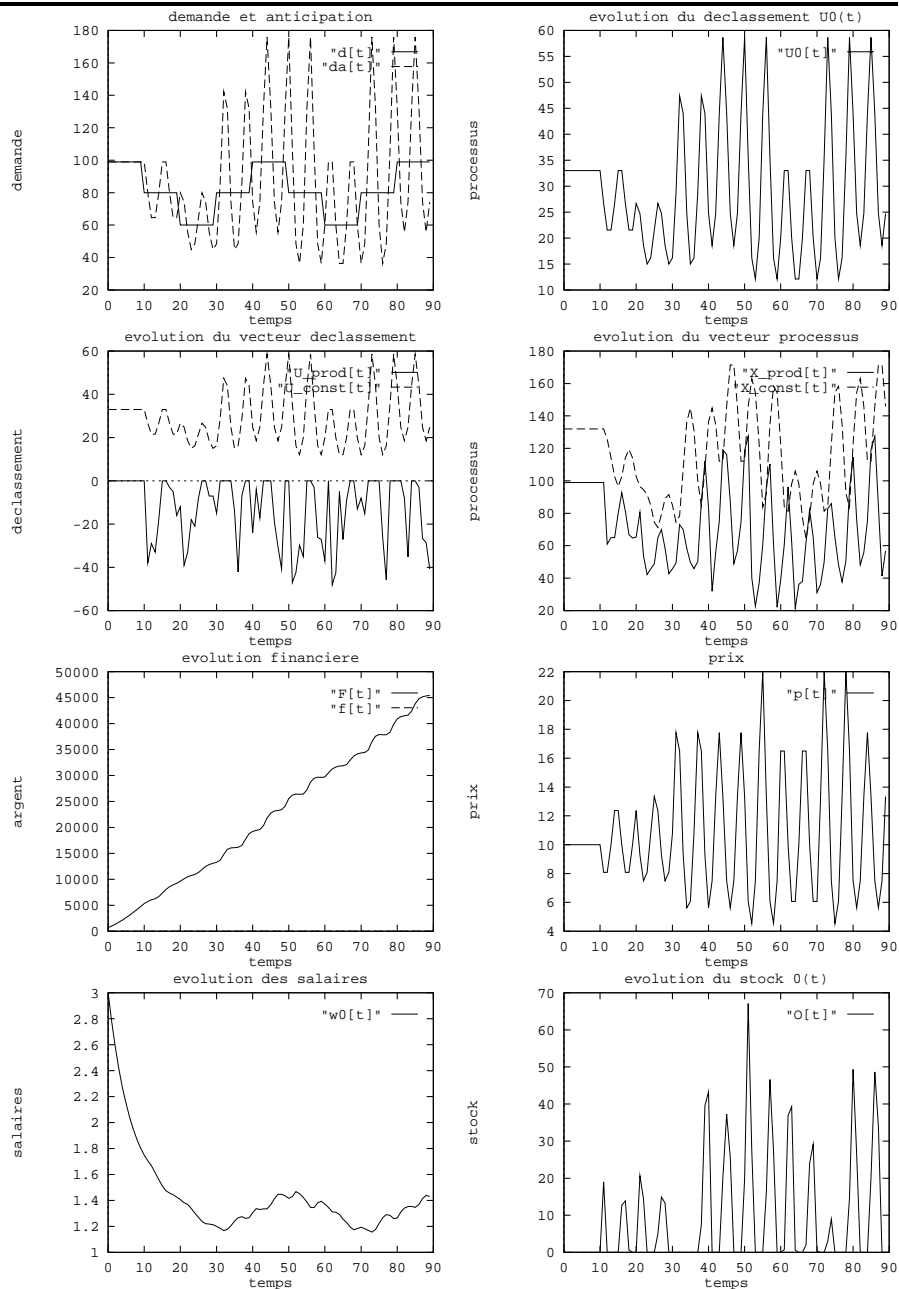 demande et anticipation
180
160
140
120
100
80
60
40
20
0 10 20 30 40 50 60 70 80 90
temps
demande
"d[t]"
"da[t]"
evolution du declassement U0(t)
60
55
50
45
40
35
30
25
20
15
10
0 10 20 30 40 50 60 70 80 90
temps
processus
"U0[t]"
evolution du vecteur declassement
60
40
20
0
-20
-40
-60
0 10 20 30 40 50 60 70 80 90
temps
declassement
"U_prod[t]"
"U_const[t]"
evolution du vecteur processus
180
160
140
120
100
80
60
40
20
0 10 20 30 40 50 60 70 80 90
temps
processus
"X_prod[t]"
"X_const[t]"
evolution financiere
50000
45000
40000
35000
30000
25000
20000
15000
10000
5000
0
0 10 20 30 40 50 60 70 80 90
temps
argent
"F[t]"
"f[t]"
prix
22
20
18
16
14
12
10
8
6
4
0 10 20 30 40 50 60 70 80 90
temps
prix
"p[t]"
evolution des salaires
3
2.8
2.6
2.4
2.2
2
1.8
1.6
1.4
1.2
1
0 10 20 30 40 50 60 70 80 90
temps
salaires
"w0[t]"
evolution du stock O(t)
70
60
50
40
30
20
10
0
0 10 20 30 40 50 60 70 80 90
temps
stock
"O[t]"